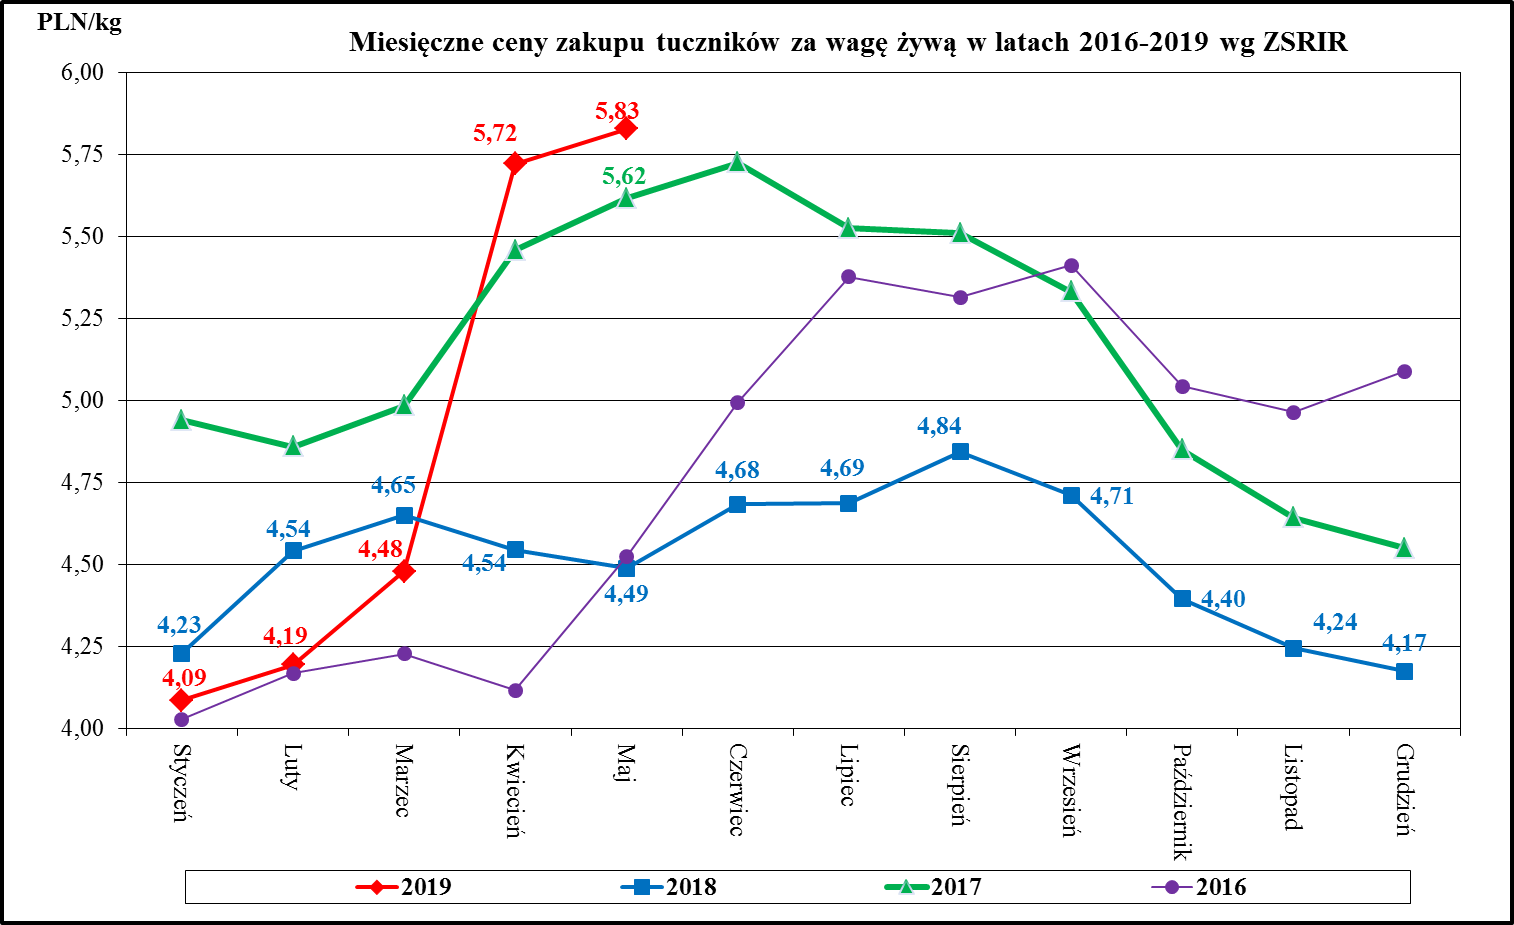 PLN/kg
Miesięczne ceny zakupu tuczników za wagę żywą w latach 2016-2019 wg ZSRIR
6,00
5,75
5,50
5,25
5,00
4,75
4,50
4,25
4,00
5,83
5,72
5,62
4,84
4,68
4,69
4,65
4,71
4,54
4,48
4,54
4,49
4,40
4,23
4,19
4,24
4,17
4,09
Styczeń
Luty
Marzec
Kwiecień
Maj
Czerwiec
Lipiec
Sierpień
Wrzesień
Październik
Listopad
Grudzień
2019 2018 2017 2016